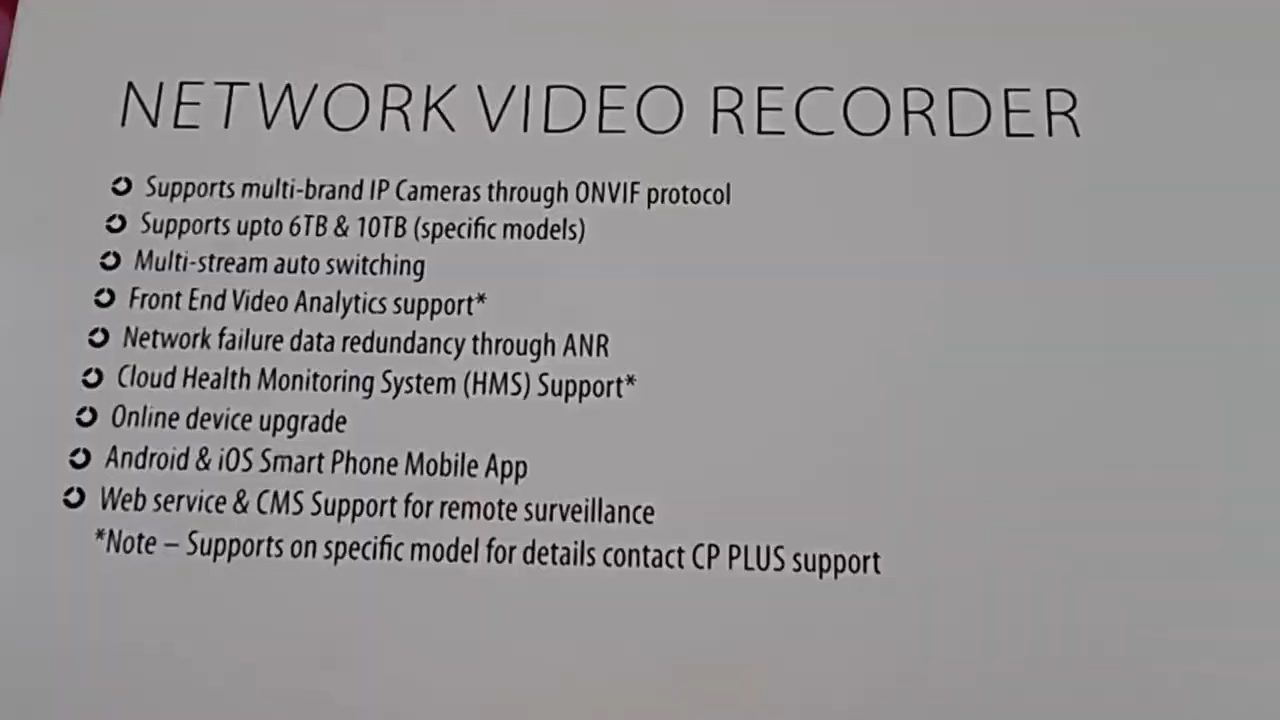 NETWORK VIDEO RECORDER
Supports multi-brand IP Cameras through ONVIF protocol
Supports upto 6TB & 10TB (specific models)
Multi-stream auto switching
Front End Video Analytics support*
Network failure data redundancy through ANR
Cloud Health Monitoring System (HMS) Support*
Online device upgrade
Android & iOS Smart Phone Mobile App
Web service & CMS Support for remote surveillance
*Note – Supports on specific model for details contact CP PLUS support